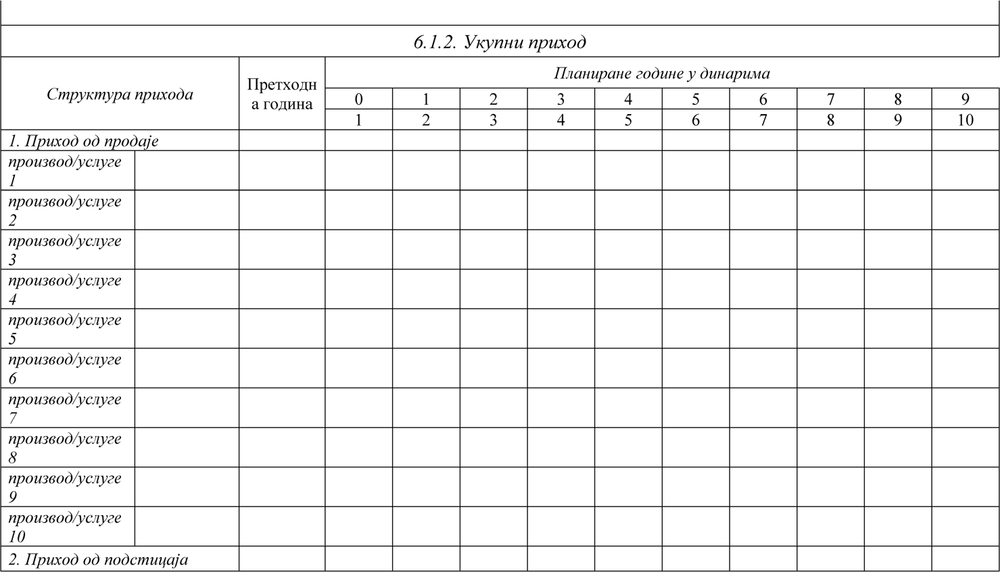 6.1.2. Укупни приход
Структура прихода
Претходн
а година
Планиране године у динарима
0 1 2 3 4 5 6 7 8 9
1 2 3 4 5 6 7 8 9 10
1. Приход од продаје
производ/услуге
1
производ/услуге
2
производ/услуге
3
производ/услуге
4
производ/услуге
5
производ/услуге
6
производ/услуге
7
производ/услуге
8
производ/услуге
9
производ/услуге
10
2. Приход од подстицаја